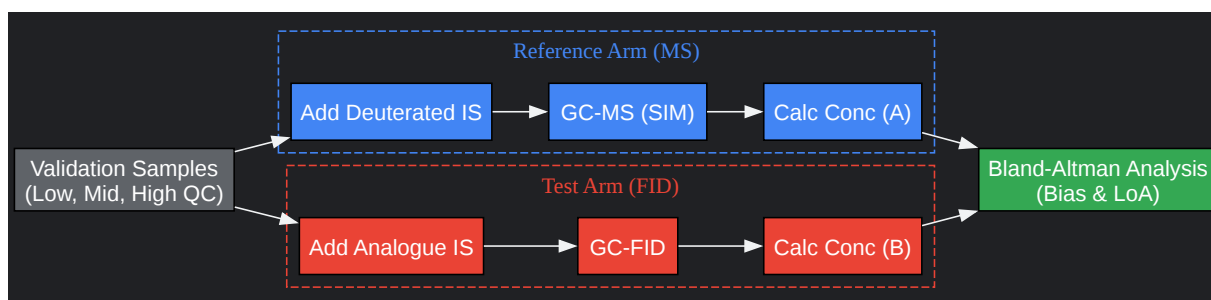 Reference Arm (MS)
Add Deuterated IS
GC-MS (SIM)
Calc Conc (A)
Validation Samples
(Low, Mid, High QC)
Bland-Altman Analysis
(Bias & LoA)
Test Arm (FID)
Add Analogue IS
GC-FID
Calc Conc (B)